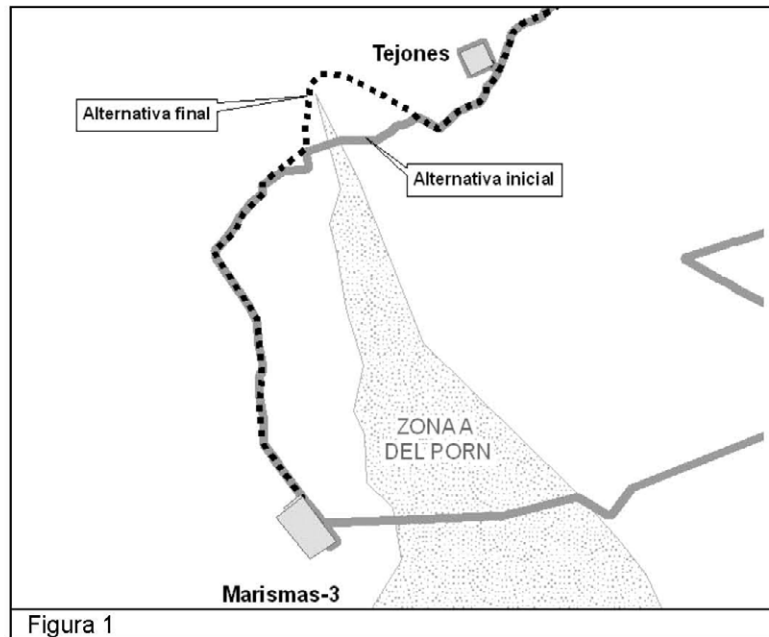 Tejones
Alternativa final
Alternativa inicial
ZONA A
DEL PORN
Marismas-3
Figura 1